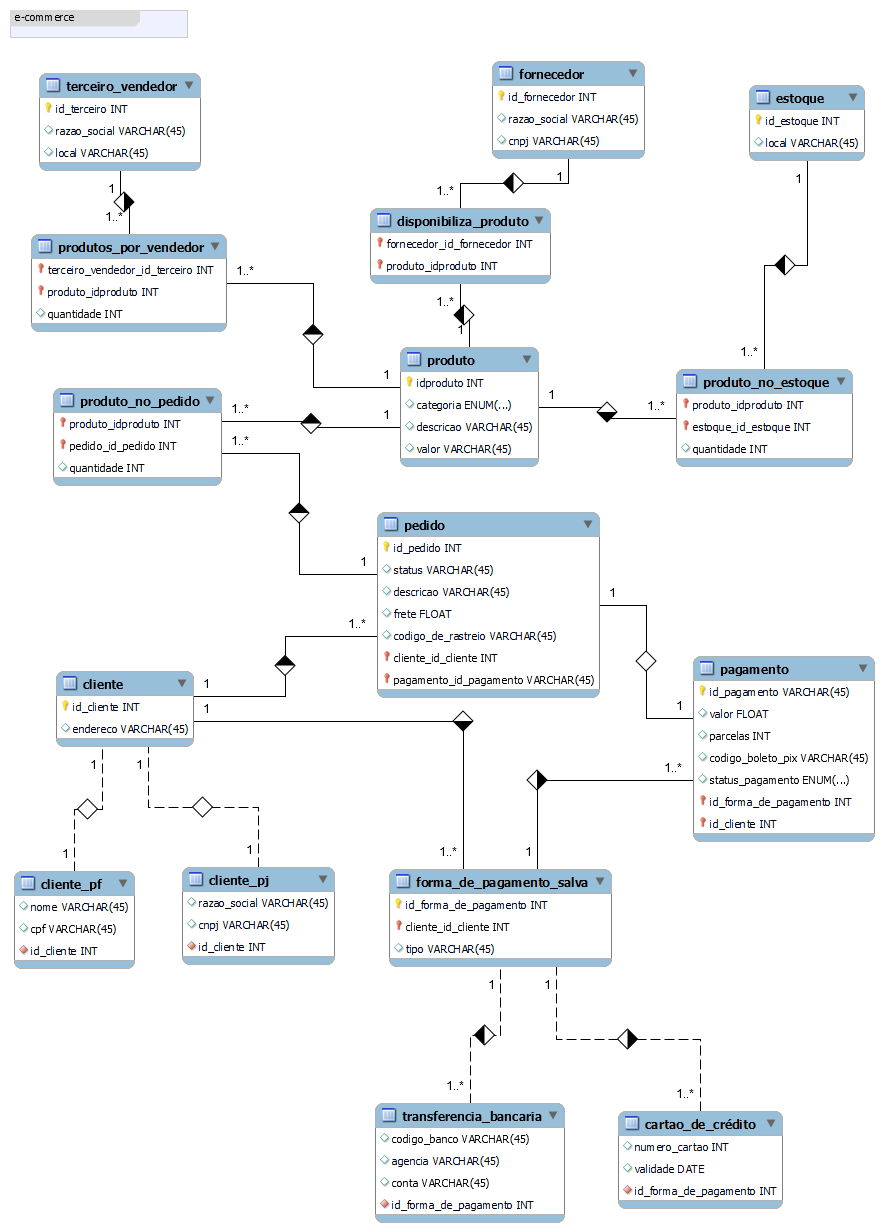 e-commerce
terceiro_vendedor
id_terceiro INT
razao_social VARCHAR(45)
local VARCHAR(45)
fornecedor
id_fornecedor INT
razao_social VARCHAR(45)
cnpj VARCHAR(45)
estoque
id_estoque INT
local VARCHAR(45)
1
1..*
1
1..*
1
1..*
disponibiliza_produto
fornecedor_id_fornecedor INT
produto_idproduto INT
1..*
1
produtos_por_vendedor
terceiro_vendedor_id_terceiro INT
produto_idproduto INT
quantidade INT
1..*
1
produto
idproduto INT
categoria ENUM(...)
descricao VARCHAR(45)
valor VARCHAR(45)
1
1..*
produto_no_estoque
produto_idproduto INT
estoque_id_estoque INT
quantidade INT
produto_no_pedido
produto_idproduto INT
pedido_id_pedido INT
quantidade INT
1..*
1
1..*
1
pedido
id_pedido INT
status VARCHAR(45)
descricao VARCHAR(45)
frete FLOAT
codigo_de_rastreio VARCHAR(45)
cliente_id_cliente INT
pagamento_id_pagamento VARCHAR(45)
1
1
1..*
1
pagamento
id_pagamento VARCHAR(45)
valor FLOAT
parcelas INT
codigo_boleto_pix VARCHAR(45)
status_pagamento ENUM(...)
id_forma_de_pagamento INT
id_cliente INT
cliente
id_cliente INT
endereco VARCHAR(45)
1
1..*
1..*
1
1
1
1
1
cliente_pf
nome VARCHAR(45)
cpf VARCHAR(45)
id_cliente INT
cliente_pj
razao_social VARCHAR(45)
cnpj VARCHAR(45)
id_cliente INT
forma_de_pagamento_salva
id_forma_de_pagamento INT
cliente_id_cliente INT
tipo VARCHAR(45)
1
1..*
1
1..*
transferencia_bancaria
codigo_banco VARCHAR(45)
agencia VARCHAR(45)
conta VARCHAR(45)
id_forma_de_pagamento INT
cartao_de_crédito
numero_cartao INT
validade DATE
id_forma_de_pagamento INT